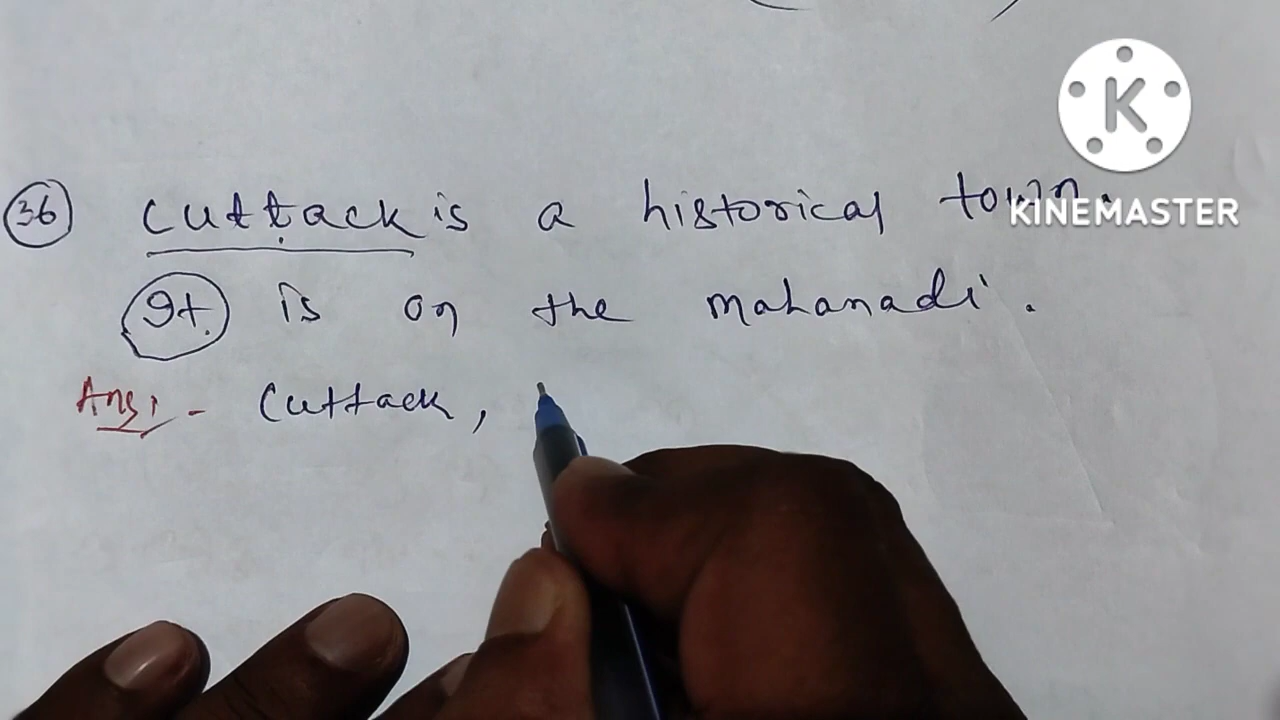 36 Cuttack is a historical town.
It is on the Mahanadi.
Ans:- Cuttack,
K
KINEMASTER